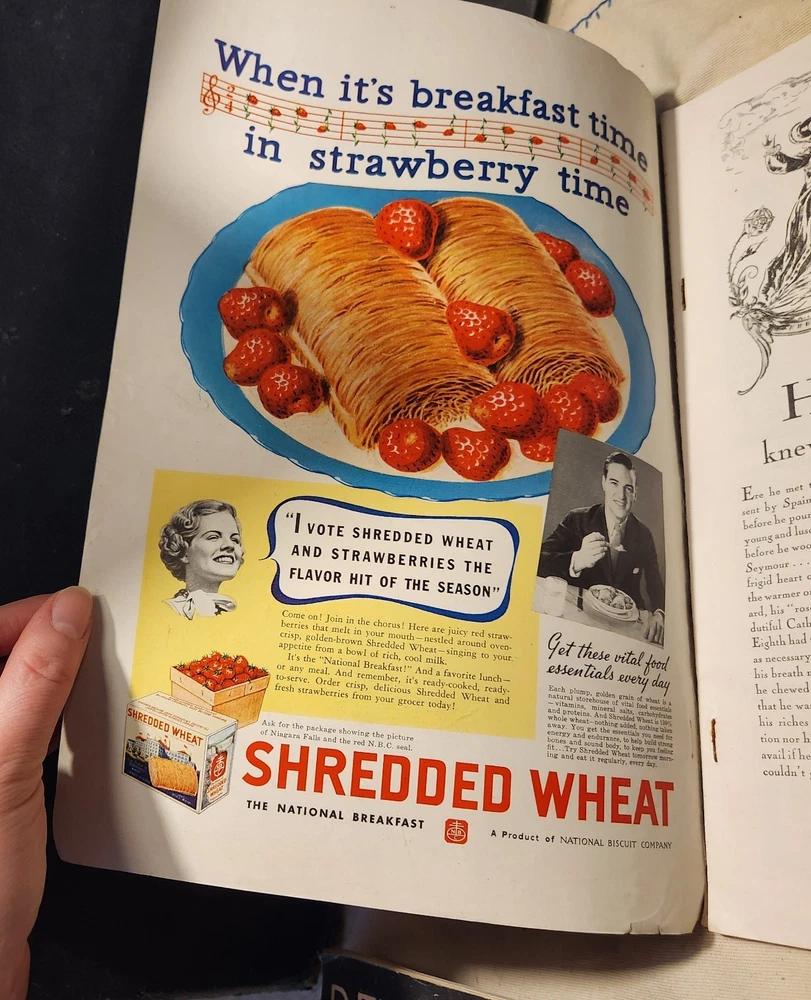 When it's breakfast time
in strawberry time
"I VOTE SHREDDED WHEAT
AND STRAWBERRIES THE
FLAVOR HIT OF THE SEASON"
Come on! Join in the chorus! Here are juicy red straw-
berries that melt in your mouth—nestled around oven-
crisp, golden-brown Shredded Wheat—singing to your
appetite from a bowl of rich, cool milk.
It's the "National Breakfast!" And a favorite lunch—
or any meal. And remember, it's ready-cooked, ready-
to-serve. Order crisp, delicious Shredded Wheat and
fresh strawberries from your grocer today!
Get these vital food
essentials every day
Each plump, golden grain of wheat is a
natural storehouse of vital food essentials
—vitamins, mineral salts, carbohydrates
and proteins. And Shredded Wheat is 100%
whole wheat—nothing added, nothing taken
away. You get the essentials you need for
energy and endurance, to help build strong
bones and sound body, to keep you feeling
fit...Try Shredded Wheat tomorrow morn-
ing and eat it regularly, every day.
Ask for the package showing the picture
of Niagara Falls and the red N.B.C. seal.
SHREDDED WHEAT
SHREDDED WHEAT
THE NATIONAL BREAKFAST
A Product of NATIONAL BISCUIT COMPANY
H
knew
Ere he met
sent by Spain
before he pour
young and lus
before he woo
Seymour . . .
frigid heart
the warmer o
ard, his "ros
dutiful Cath
Eighth had
as necessary
his breath
he chewed
that he wa
his riches
tion nor h
avail if he
couldn't